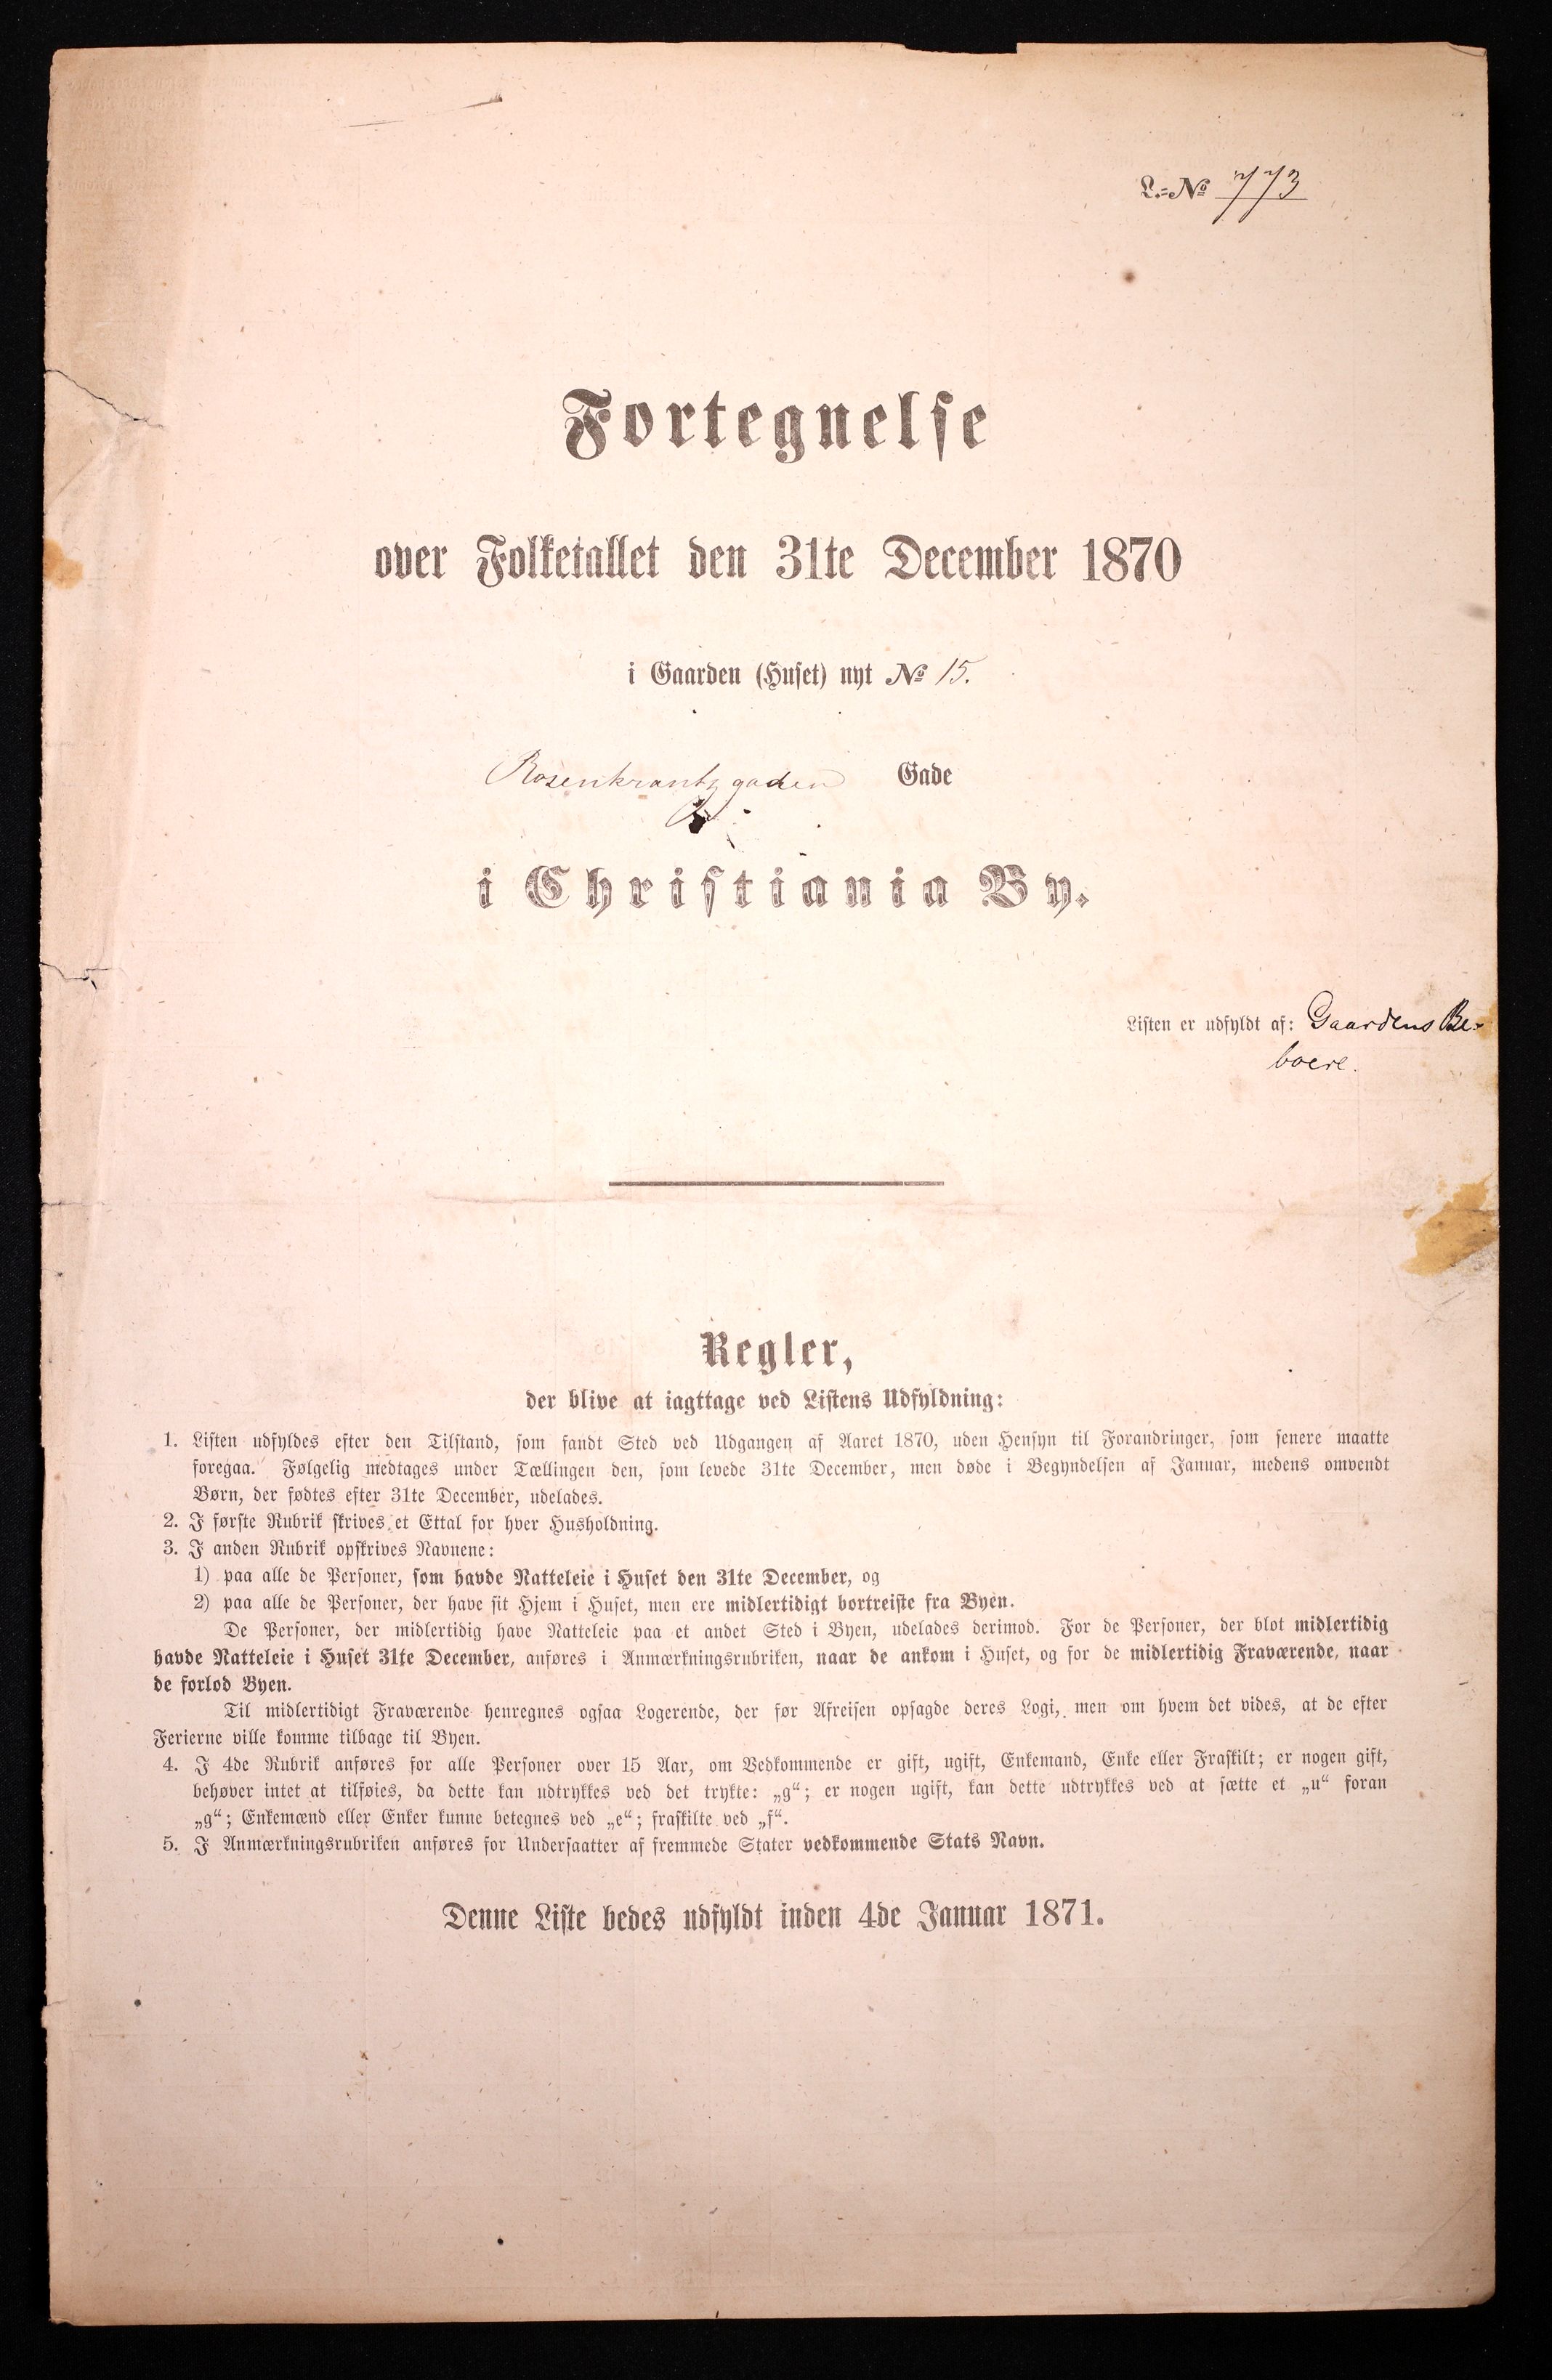 L.=№ 773
Fortegnelse
over Folketallet den 31te December 1870
i Gaarden (Huset) nyt № 15.
Rosenkrantzgaden Gade
i Christiania By.
Listen er udfyldt af: Gaardens Be-
boere.
Regler,
der blive at iagttage ved Listens Udfyldning:
1. Listen udfyldes efter den Tilstand, som fandt Sted ved Udgangen af Aaret 1870, uden Hensyn til Forandringer, som senere maatte
foregaa. Følgelig medtages under Tællingen den, som levede 31te December, men døde i Begyndelsen af Januar, medens omvendt
Børn, der fødtes efter 31te December, udelades.
2. I første Rubrik skrives et Ettal for hver Husholdning.
3. I anden Rubrik opskrives Navnene:
1) paa alle de Personer, som havde Natteleie i Huset den 31te December, og
2) paa alle de Personer, der have sit Hjem i Huset, men ere midlertidigt bortreiste fra Byen.
De Personer, der midlertidig have Natteleie paa et andet Sted i Byen, udelades derimod. For de Personer, der blot midlertidig
havde Natteleie i Huset 31te December, anføres i Anmærkningsrubriken, naar de ankom i Huset, og for de midlertidig Fraværende, naar
de forlod Byen.
Til midlertidigt Fraværende henregnes ogsaa Logerende, der før Afreisen opsagde deres Logi, men om hvem det vides, at de efter
Ferierne ville komme tilbage til Byen.
4. I 4de Rubrik anføres for alle Personer over 15 Aar, om Vedkommende er gift, ugift, Enkemand, Enke eller Fraskilt; er nogen gift,
behøver intet at tilføies, da dette kan udtrykkes ved det trykte: „g“; er nogen ugift, kan dette udtrykkes ved at sætte et „u“ foran
„g“; Enkemænd eller Enker kunne betegnes ved „e“; fraskilte ved „f“.
5. I Anmærkningsrubriken anføres for Undersaatter af fremmede Stater vedkommende Stats Navn.
Denne Liste bedes udfyldt inden 4de Januar 1871.